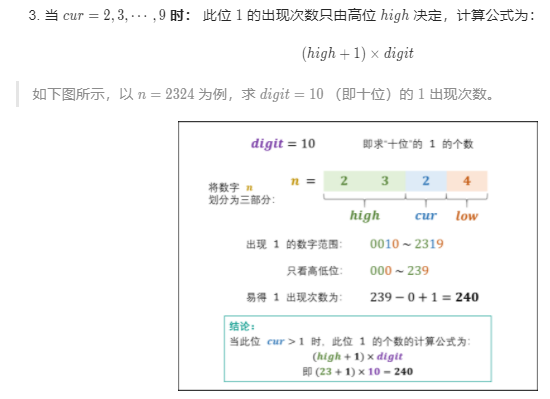 3. 当 cur = 2, 3, ⋯ , 9 时： 此位 1 的出现次数只由高位 high 决定，计算公式为：
(high + 1) × digit
如下图所示，以 n = 2324 为例，求 digit = 10 （即十位）的 1 出现次数。
digit = 10 即求"十位"的 1 的个数
将数字 n
划分为三部分：
n = 2 3 2 4
high cur low
出现 1 的数字范围： 0010 ~ 2319
只看高低位： 000 ~ 239
易得 1 出现次数为： 239 − 0 + 1 = 240
结论：
当此位 cur > 1 时，此位 1 的个数的计算公式为：
(high + 1) × digit
即 (23 + 1) × 10 = 240